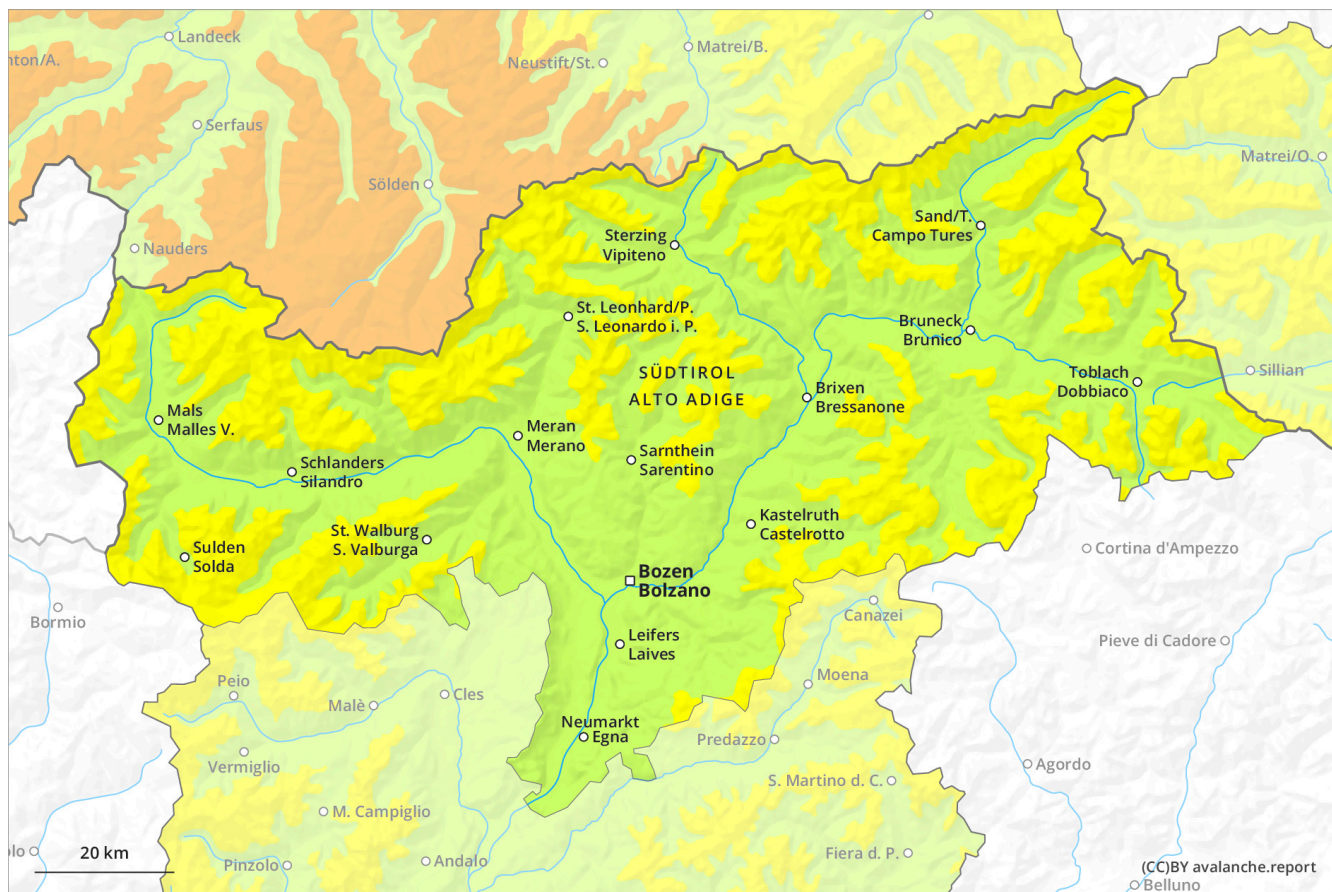 Landeck
nton/A.
Matrei/B.
Neustift/St.
Serfaus
Matrei/O.
Sölden
Sand/T.
Campo Tures
Sterzing
Vipiteno
Nauders
St. Leonhard/P.
S. Leonardo i. P.
Bruneck
Brunico
SÜDTIROL
ALTO ADIGE
Toblach
Dobbiaco
Sillian
Brixen
Bressanone
Mals
Malles V.
Meran
Merano
Sarnthein
Sarentino
Schlanders
Silandro
Kastelruth
Castelrotto
St. Walburg
S. Valburga
Sulden
Solda
Cortina d'Ampezzo
Bozen
Bolzano
Bormio
Canazei
Leifers
Laives
Pieve di Cadore
Moena
Peio
Malè
Cles
Neumarkt
Egna
Predazzo
Vermiglio
Agordo
S. Martino d. C.
M. Campiglio
olo
20 km
Pinzolo
Andalo
Fiera d. P.
(CC)BY avalanche.report
Belluno